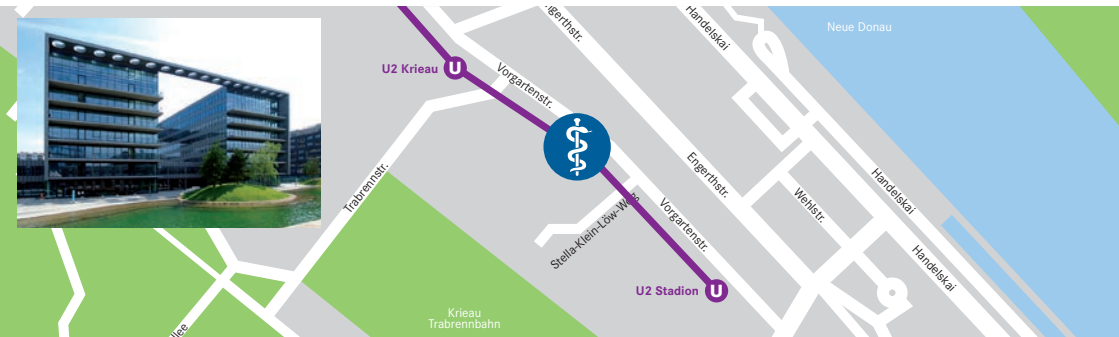 Neue Donau
Handelskai
Engerthstr.
U2 Krieau
U
Vorgartenstr.
Trabrennstr.
Engerthstr.
Handelskai
Wehlstr.
Stella-Klein-Löw-Weg
Vorgartenstr.
Handelskai
U2 Stadion
U
Krieau
Trabrennbahn
llee